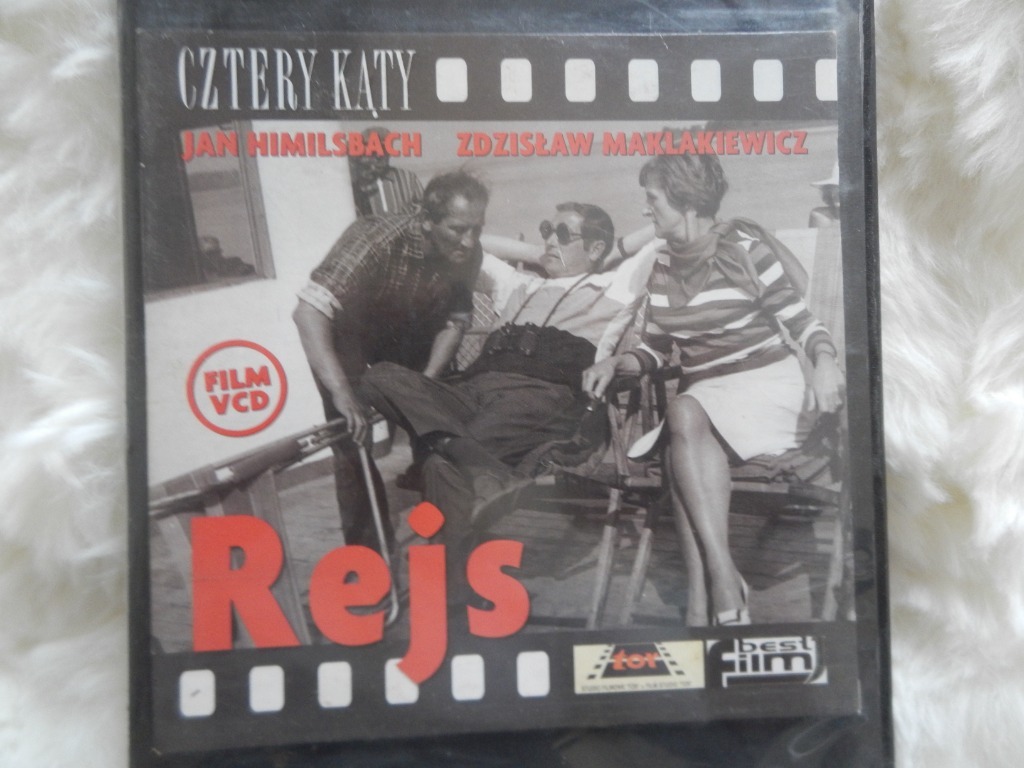 CZTERY KĄTY
JAN HIMILSBACH ZDZISŁAW MAKLAKIEWICZ
FILM
VCD
Rejs
tor
best
film